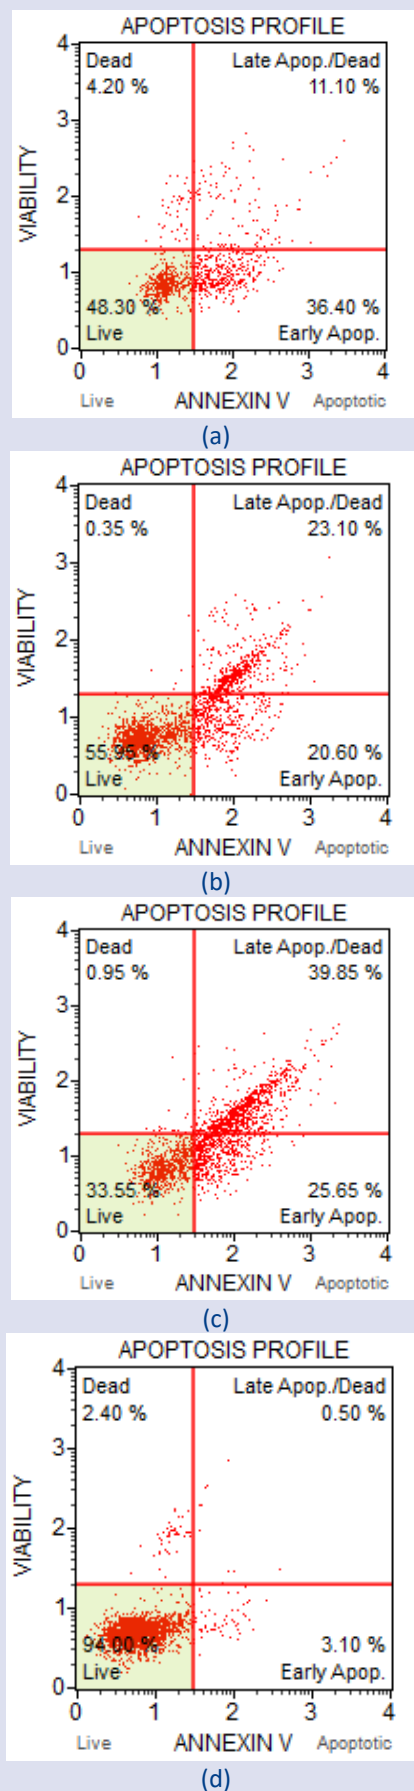 APOPTOSIS PROFILE
4
Dead Late Apop./Dead
4.20 % 11.10 %
3
VIABILITY
2
1
48.30 % 36.40 %
Live Early Apop.
0
0 1 2 3 4
Live ANNEXIN V Apoptotic
(a)
APOPTOSIS PROFILE
4
Dead Late Apop./Dead
0.35 % 23.10 %
3
VIABILITY
2
1
55.95 % 20.60 %
Live Early Apop.
0
0 1 2 3 4
Live ANNEXIN V Apoptotic
(b)
APOPTOSIS PROFILE
4
Dead Late Apop./Dead
0.95 % 39.85 %
3
VIABILITY
2
1
33.55 % 25.65 %
Live Early Apop.
0
0 1 2 3 4
Live ANNEXIN V Apoptotic
(c)
APOPTOSIS PROFILE
4
Dead Late Apop./Dead
2.40 % 0.50 %
3
VIABILITY
2
1
94.00 % 3.10 %
Live Early Apop.
0
0 1 2 3 4
Live ANNEXIN V Apoptotic
(d)